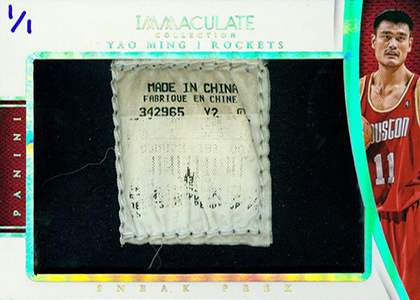 1/1
IMMACULATE
COLLECTION
YAO MING | ROCKETS
MADE IN CHINA
FABRIQUE EN CHINE
342965 Y2
HOUSTON
11
PANINI
SNEAK PEEK